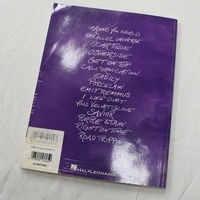 AROUND THE WORLD
PARALLEL UNIVERSE
SCAR TISSUE
OTHERSIDE
GET ON TOP
CALIFORNICATION
EASILY
PORCELAIN
EMIT REMMUS
I LIKE DIRT
THIS VELVET GLOVE
SAVIOR
PURPLE STAIN
RIGHT ON TIME
ROAD TRIPPIN'
HAL•LEONARD